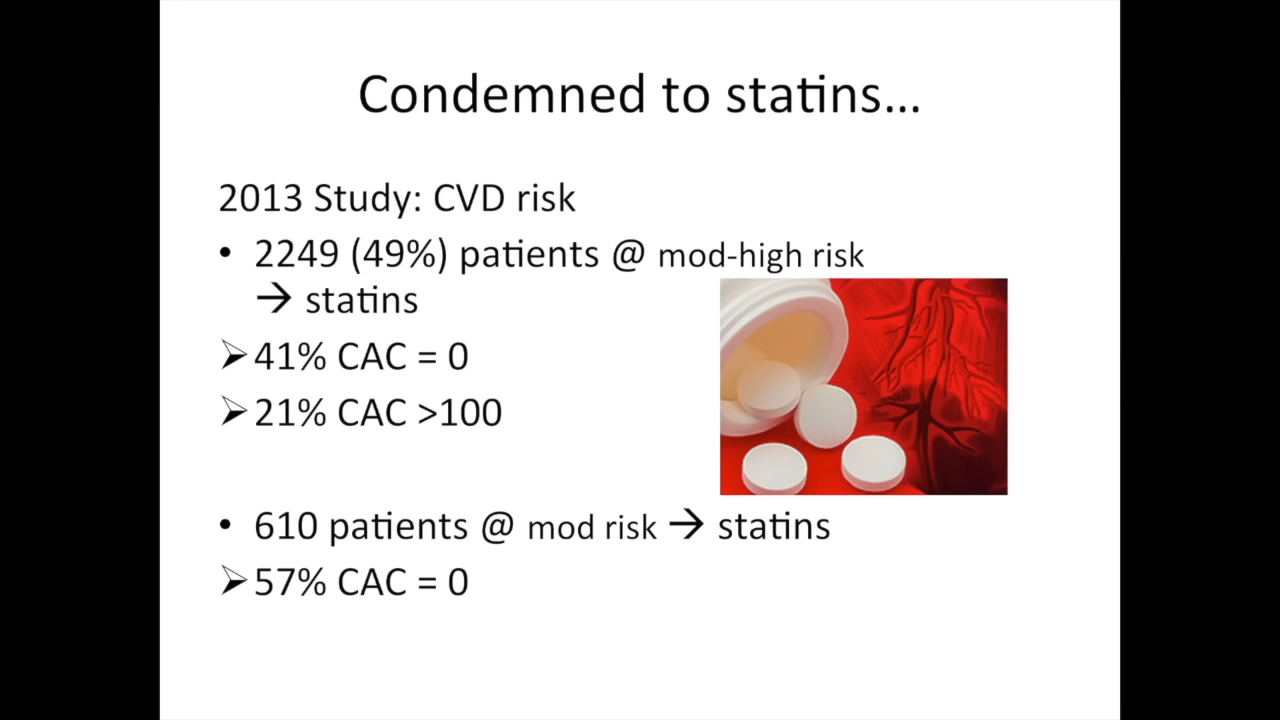 Condemned to statins...
2013 Study: CVD risk
• 2249 (49%) patients @ mod-high risk
→ statins
➢ 41% CAC = 0
➢ 21% CAC >100
• 610 patients @ mod risk → statins
➢ 57% CAC = 0